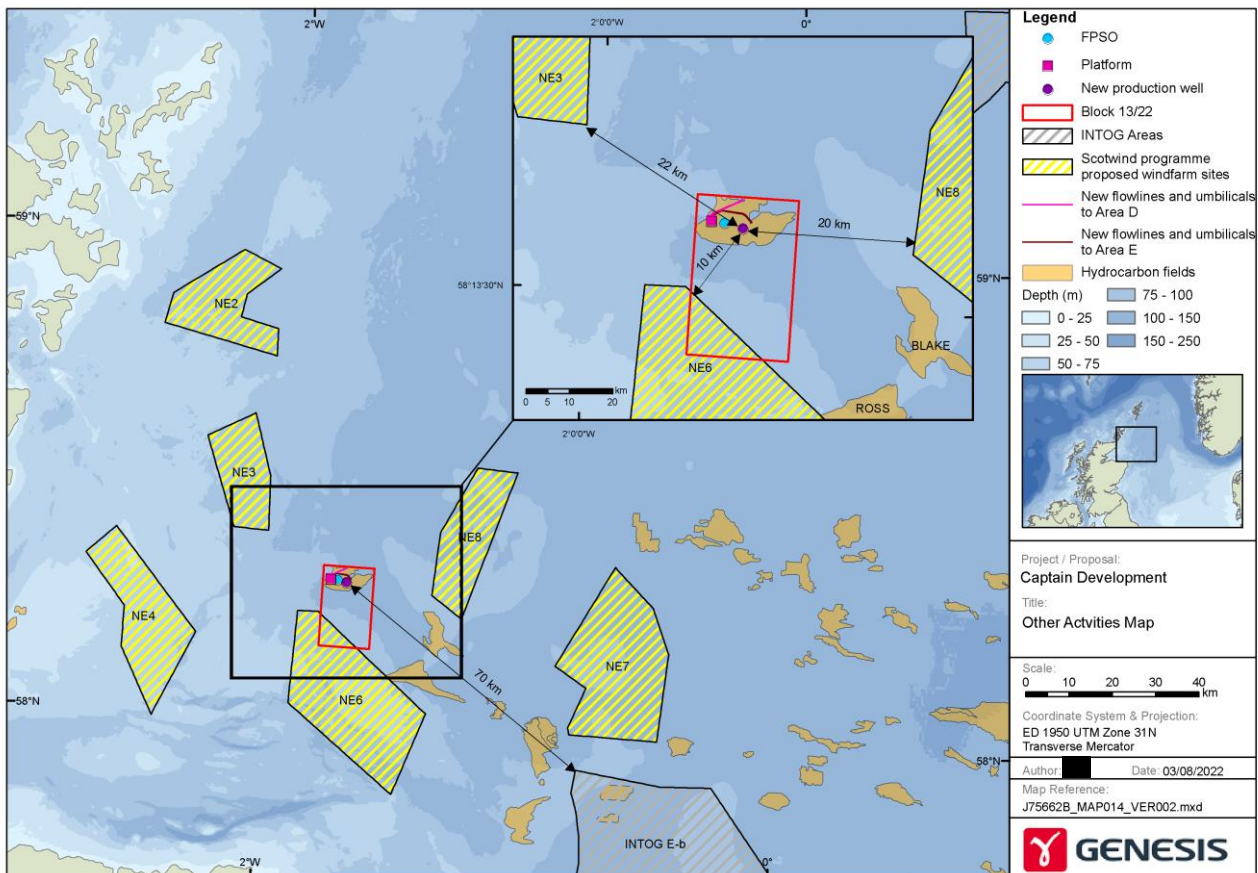 2°W
2°0'0"W
0°
59°N
NE3
NE8
22 km
20 km
10 km
58°13'30"N
59°N
BLAKE
NE6
ROSS
0 5 10 20 km
2°0'0"W
NE2
NE3
NE8
NE4
NE7
NE6
70 km
58°N
58°N
INTOG E-b
2°W
0°
Legend
FPSO
Platform
New production well
Block 13/22
INTOG Areas
Scotwind programme
proposed windfarm sites
New flowlines and umbilicals
to Area D
New flowlines and umbilicals
to Area E
Hydrocarbon fields
Depth (m)
0 - 25
25 - 50
50 - 75
75 - 100
100 - 150
150 - 250
Project / Proposal:
Captain Development
Title:
Other Actvities Map
Scale:
0 10 20 30 40
km
Coordinate System & Projection:
ED 1950 UTM Zone 31N
Transverse Mercator
Author: Date: 03/08/2022
Map Reference:
J75662B_MAP014_VER002.mxd
GENESIS